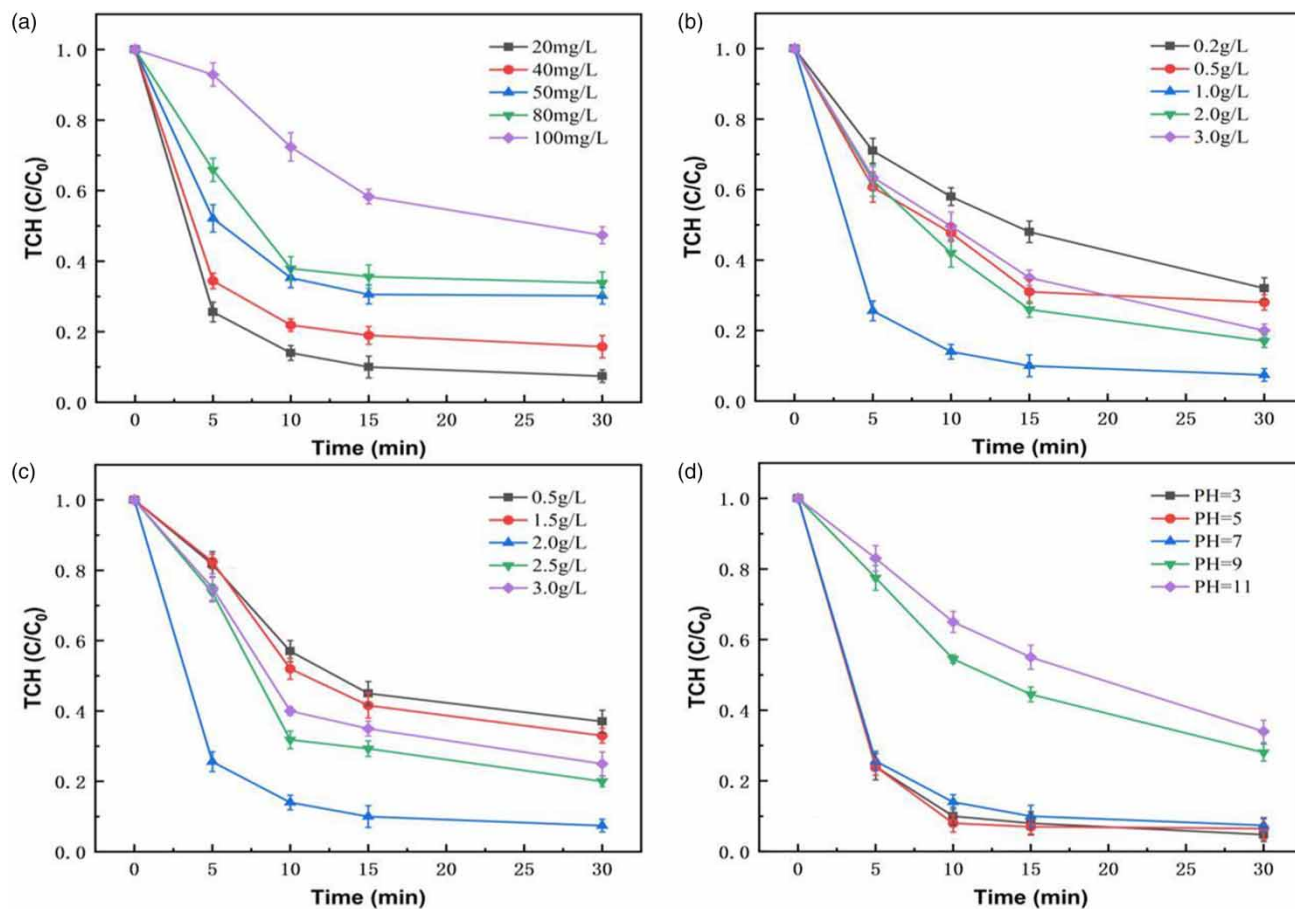 (a)
20mg/L
40mg/L
50mg/L
80mg/L
100mg/L
TCH (C/C₀)
1.0
0.8
0.6
0.4
0.2
0.0
0 5 10 15 20 25 30
Time (min)
(b)
0.2g/L
0.5g/L
1.0g/L
2.0g/L
3.0g/L
TCH (C/C₀)
1.0
0.8
0.6
0.4
0.2
0.0
0 5 10 15 20 25 30
Time (min)
(c)
0.5g/L
1.5g/L
2.0g/L
2.5g/L
3.0g/L
TCH (C/C₀)
1.0
0.8
0.6
0.4
0.2
0.0
0 5 10 15 20 25 30
Time (min)
(d)
PH=3
PH=5
PH=7
PH=9
PH=11
TCH (C/C₀)
1.0
0.8
0.6
0.4
0.2
0.0
0 5 10 15 20 25 30
Time (min)